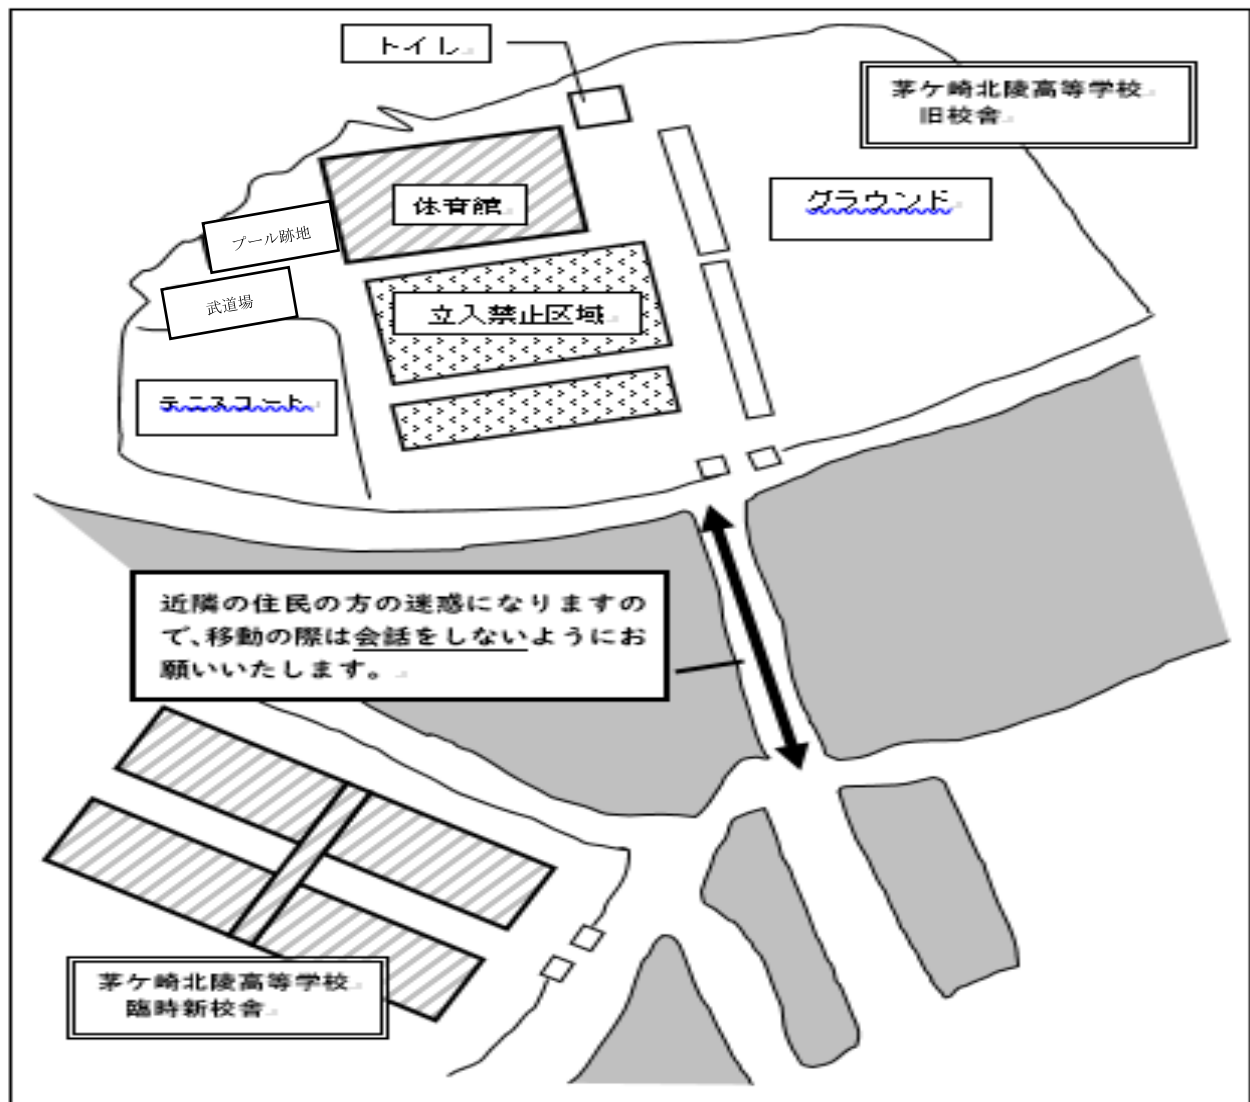 トイレ
茅ケ崎北陵高等学校
旧校舎
体育館
グラウンド
プール跡地
武道場
立入禁止区域
テニスコート
近隣の住民の方の迷惑になりますの
で、移動の際は会話をしないようにお
願いいたします。
茅ケ崎北陵高等学校
臨時新校舎